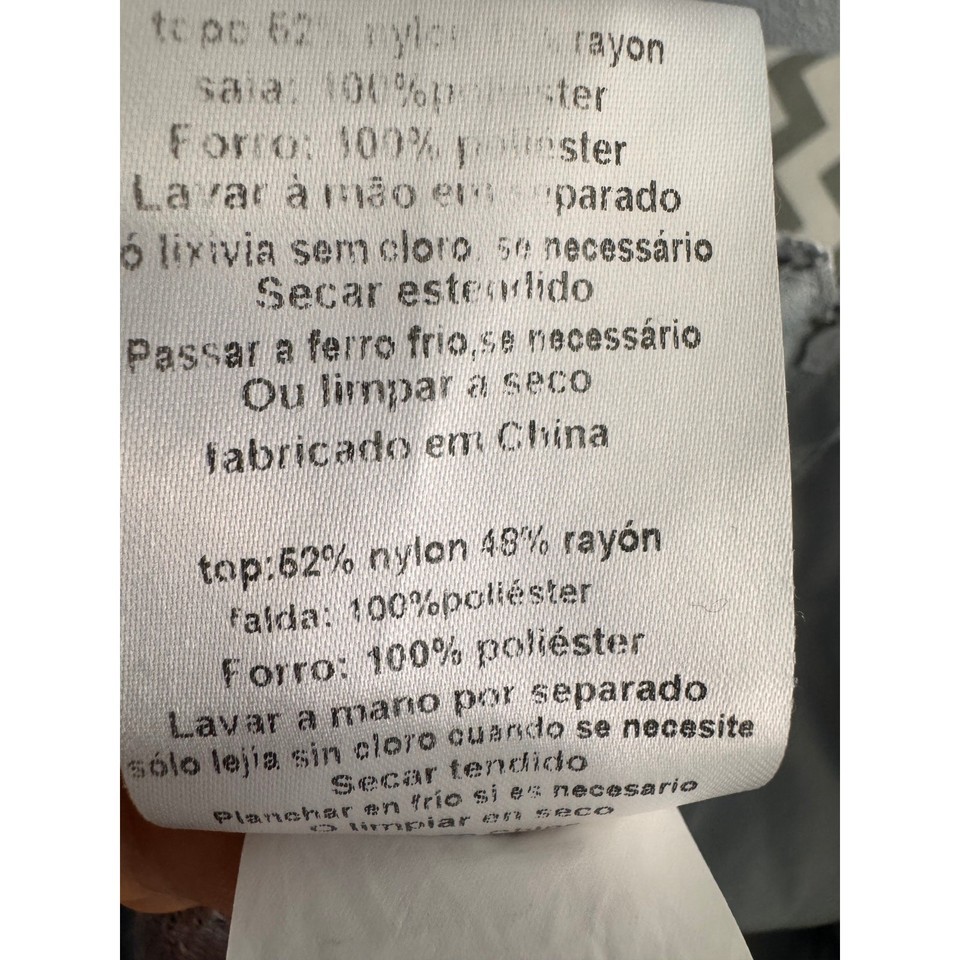 rayon
saia: 100%
Forro: 100% poliéster
Lavar à mão em separado
ó lixivia sem cloro, se necessário
Secar estendido
Passar a ferro frio,se necessário
Ou limpar a seco
fabricado em China
top:52% nylon 48% rayón
falda: 100%poliéster
Forro: 100% poliéster
Lavar a mano por separado
sólo lejía sin cloro cuando se necesite
Secar tendido
Planchar en frío si es necesario
O limpiar en seco